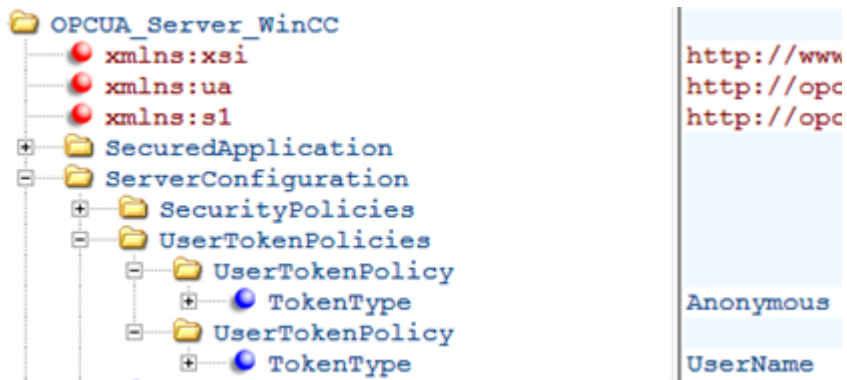 OPCUA_Server_WinCC
xmlns:xsi http://www
xmlns:ua http://opc
xmlns:s1 http://opc
SecuredApplication
ServerConfiguration
SecurityPolicies
UserTokenPolicies
UserTokenPolicy
TokenType Anonymous
UserTokenPolicy
TokenType UserName